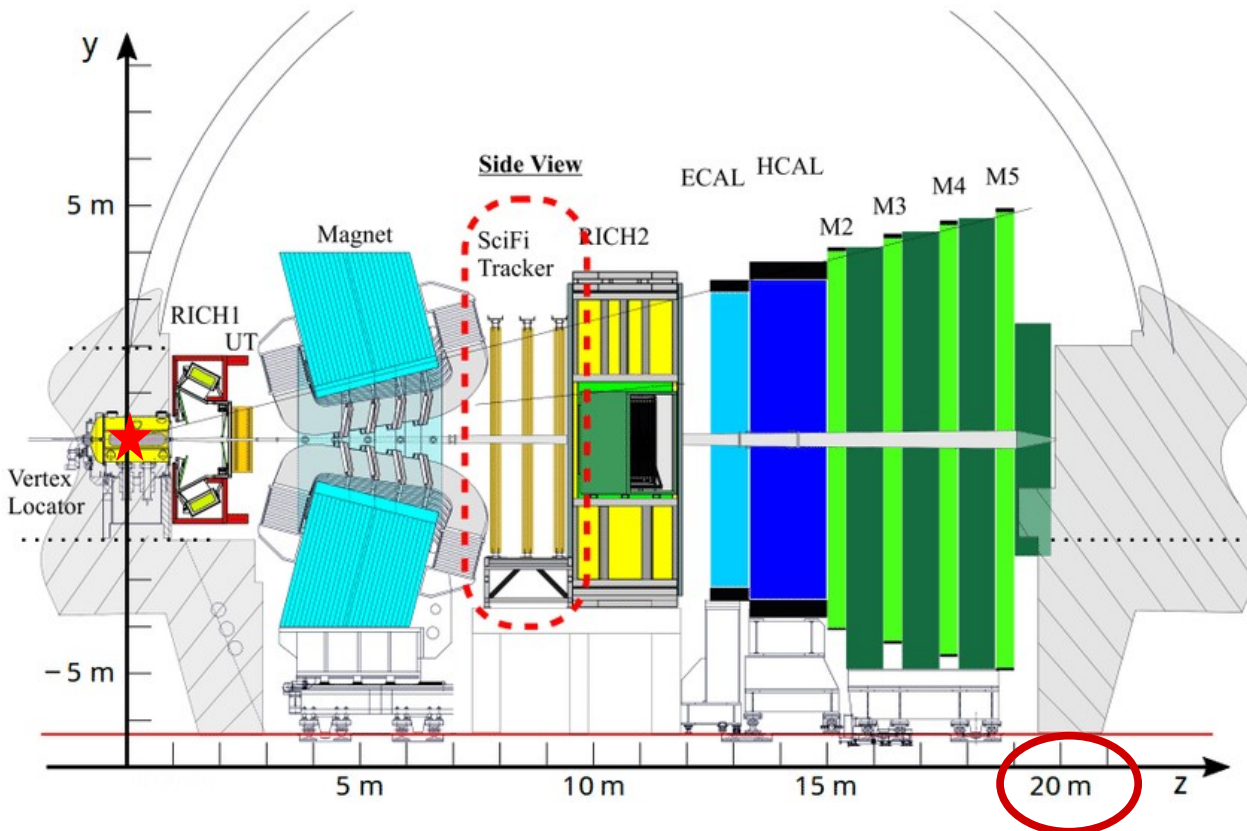 y
5 m
Side View
Magnet
SciFi
Tracker
RICH2
ECAL
HCAL
M2
M3
M4
M5
RICH1
UT
Vertex
Locator
−5 m
5 m
10 m
15 m
20 m
z